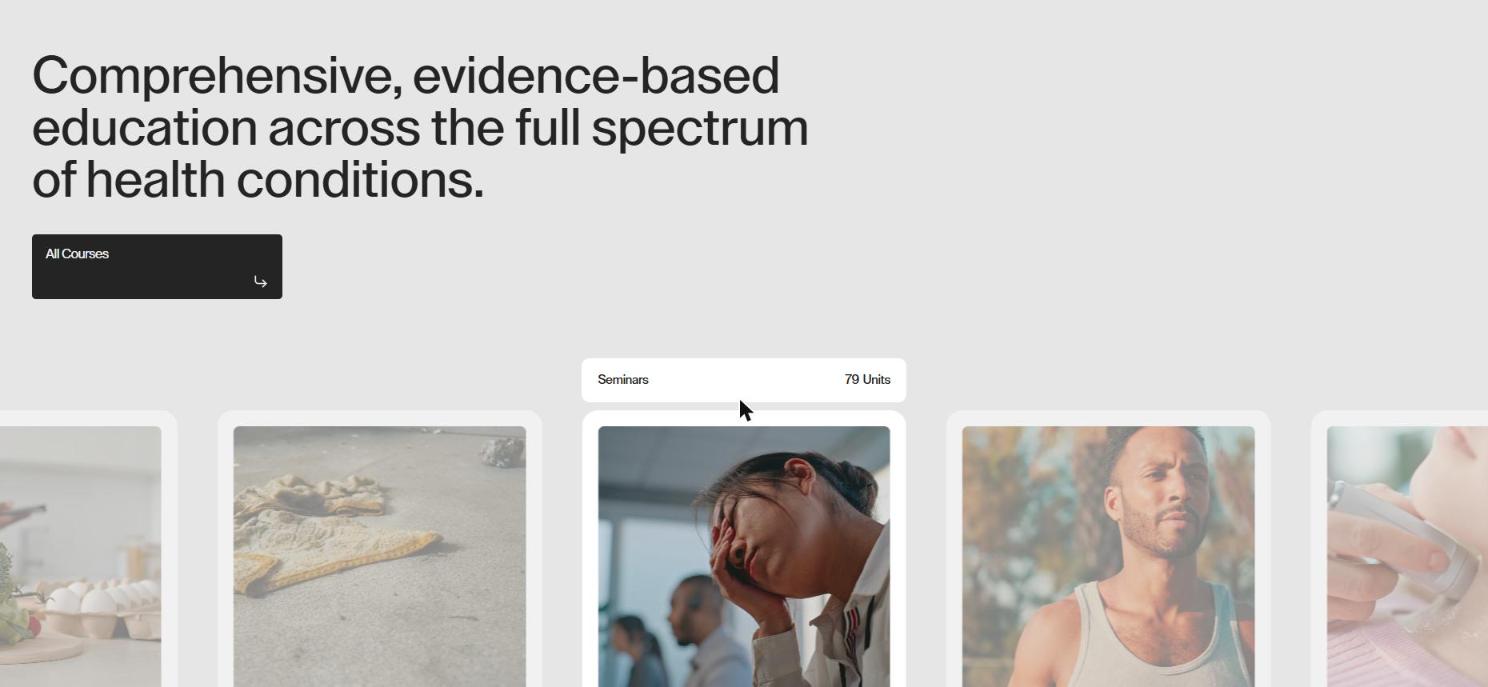 Comprehensive, evidence-based
education across the full spectrum
of health conditions.
All Courses
Seminars
79 Units